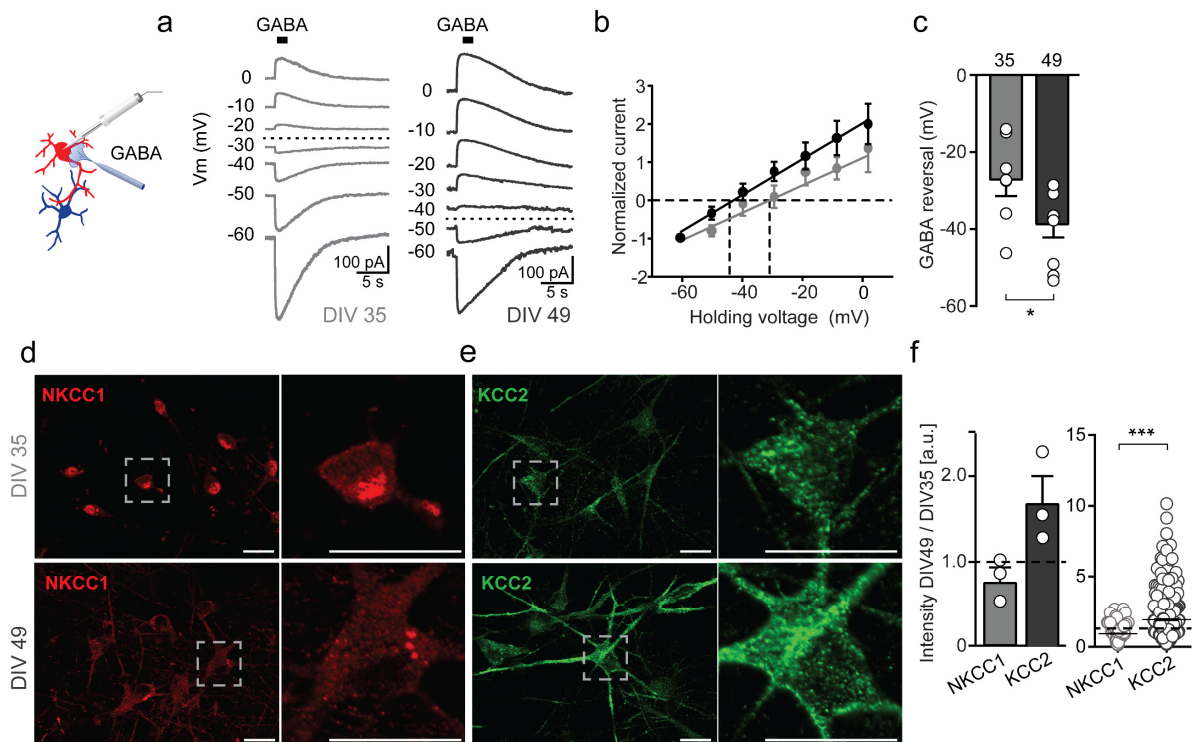 a
GABA
GABA
GABA
Vm (mV)
0
-10
-20
-30
-40
-50
-60
100 pA
5 s
DIV 35
0
-10
-20
-30
-40
-50
-60
100 pA
5 s
DIV 49
b
Normalized current
4
2
1
0
-1
-2
-60
-40
-20
0
Holding voltage (mV)
c
35
49
GABA reversal (mV)
0
-20
-40
-60
*
d
DIV 35
NKCC1
DIV 49
NKCC1
e
KCC2
KCC2
f
Intensity DIV49 / DIV35 [a.u.]
2.0
1.0
0
NKCC1
KCC2
15
10
5
0
***
NKCC1
KCC2